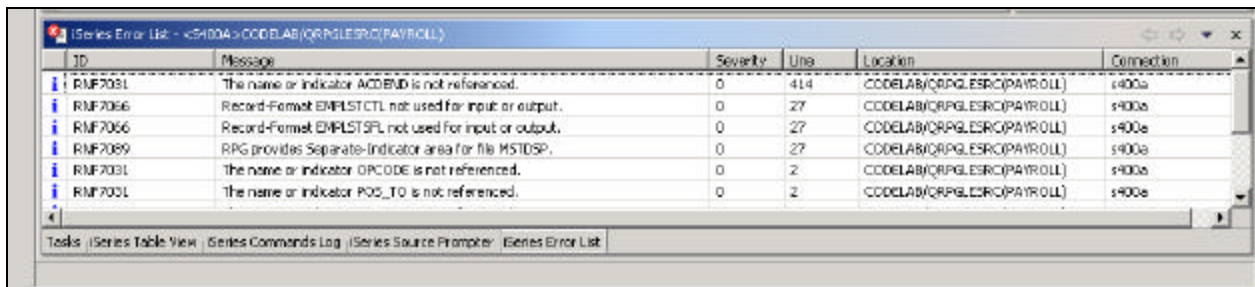 iSeries Error List - <S400A>CODELAB/QRPGLESRC(PAYROLL)
ID Message Severity Line Location Connection
RNF7031 The name or indicator ACDEND is not referenced. 0 414 CODELAB/QRPGLESRC(PAYROLL) s400a
RNF7066 Record-Format EMPLSTCTL not used for input or output. 0 27 CODELAB/QRPGLESRC(PAYROLL) s400a
RNF7066 Record-Format EMPLSTSFL not used for input or output. 0 27 CODELAB/QRPGLESRC(PAYROLL) s400a
RNF7089 RPG provides Separate-Indicator area for file MSTDSP. 0 27 CODELAB/QRPGLESRC(PAYROLL) s400a
RNF7031 The name or indicator OPCODE is not referenced. 0 2 CODELAB/QRPGLESRC(PAYROLL) s400a
RNF7031 The name or indicator POS_TO is not referenced. 0 2 CODELAB/QRPGLESRC(PAYROLL) s400a
Tasks iSeries Table View iSeries Commands Log iSeries Source Prompter iSeries Error List